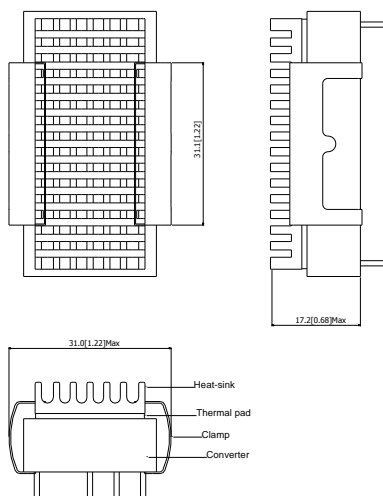 31.1[1.22]
17.2[0.68]Max
31.0[1.22]Max
Heat-sink
Thermal pad
Clamp
Converter